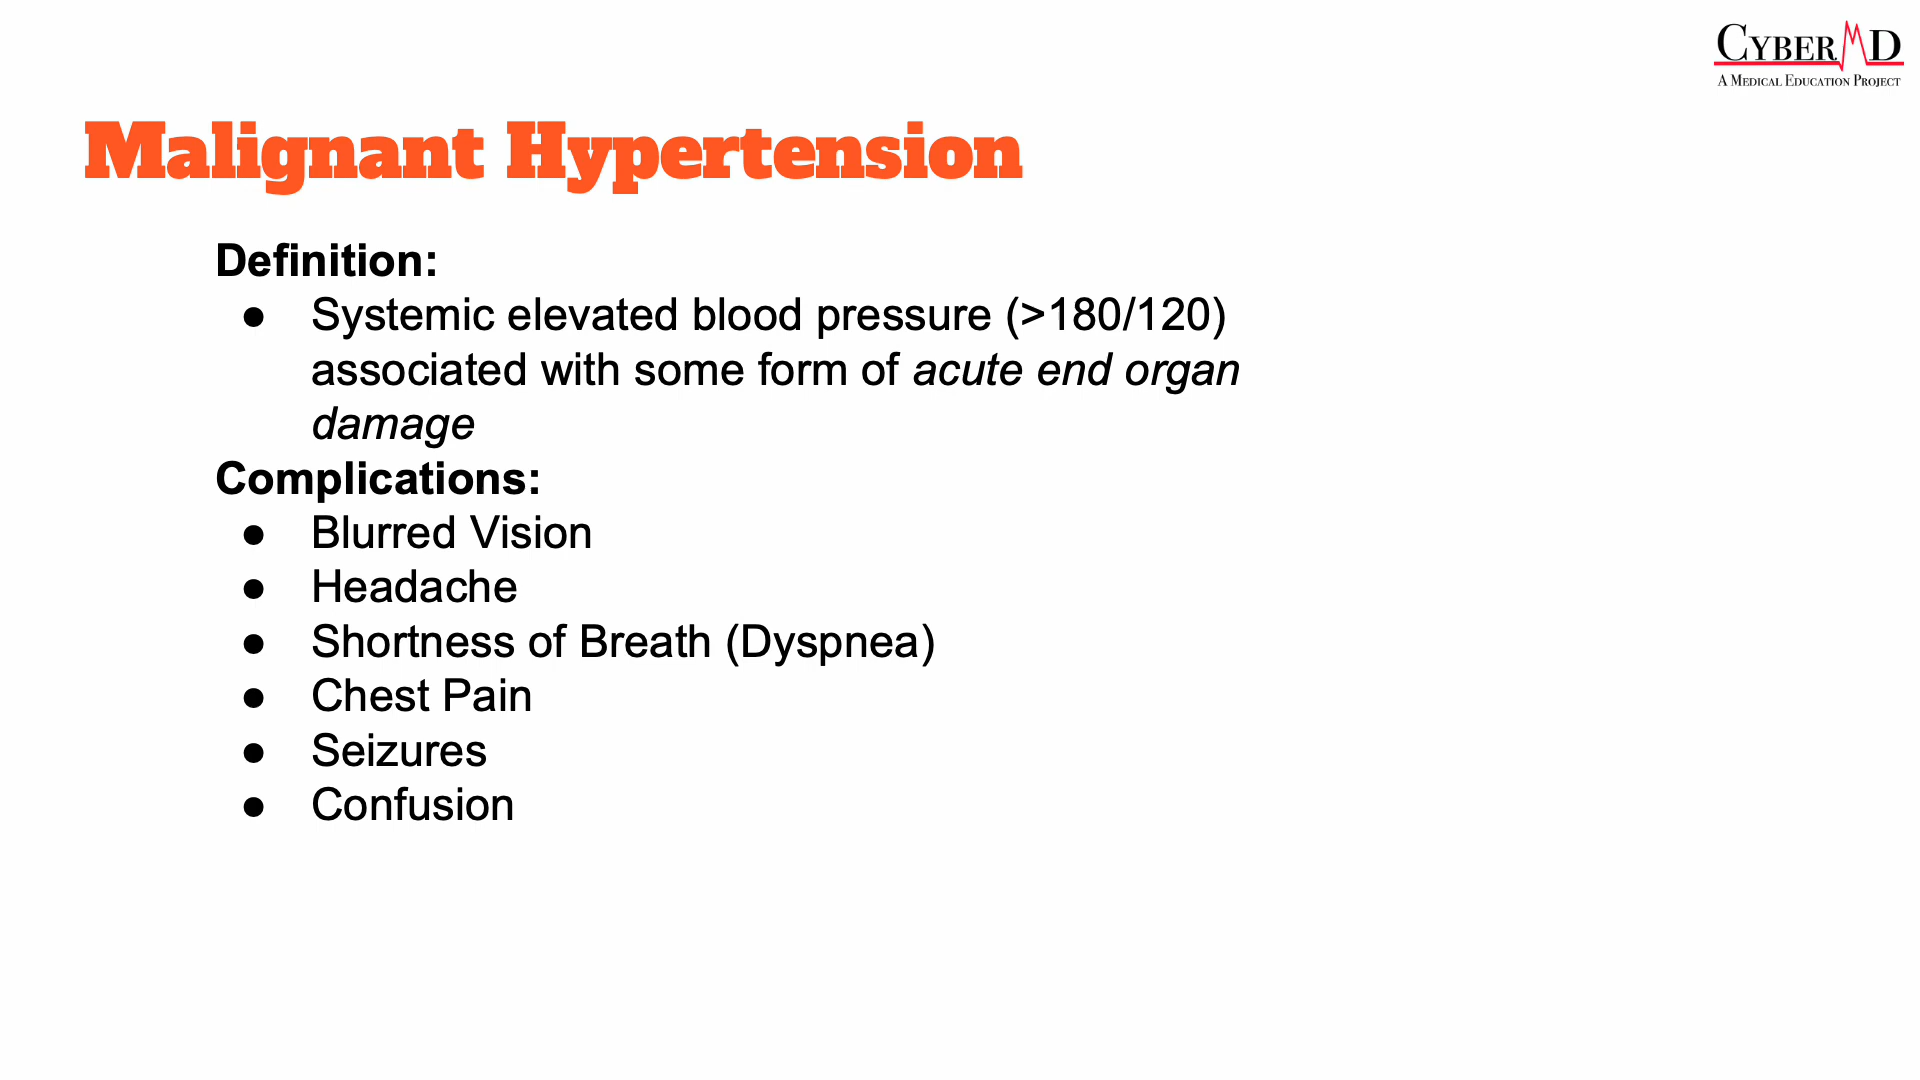 CYBERMD
A MEDICAL EDUCATION PROJECT
Malignant Hypertension
Definition:
● Systemic elevated blood pressure (>180/120)
associated with some form of acute end organ
damage
Complications:
● Blurred Vision
● Headache
● Shortness of Breath (Dyspnea)
● Chest Pain
● Seizures
● Confusion